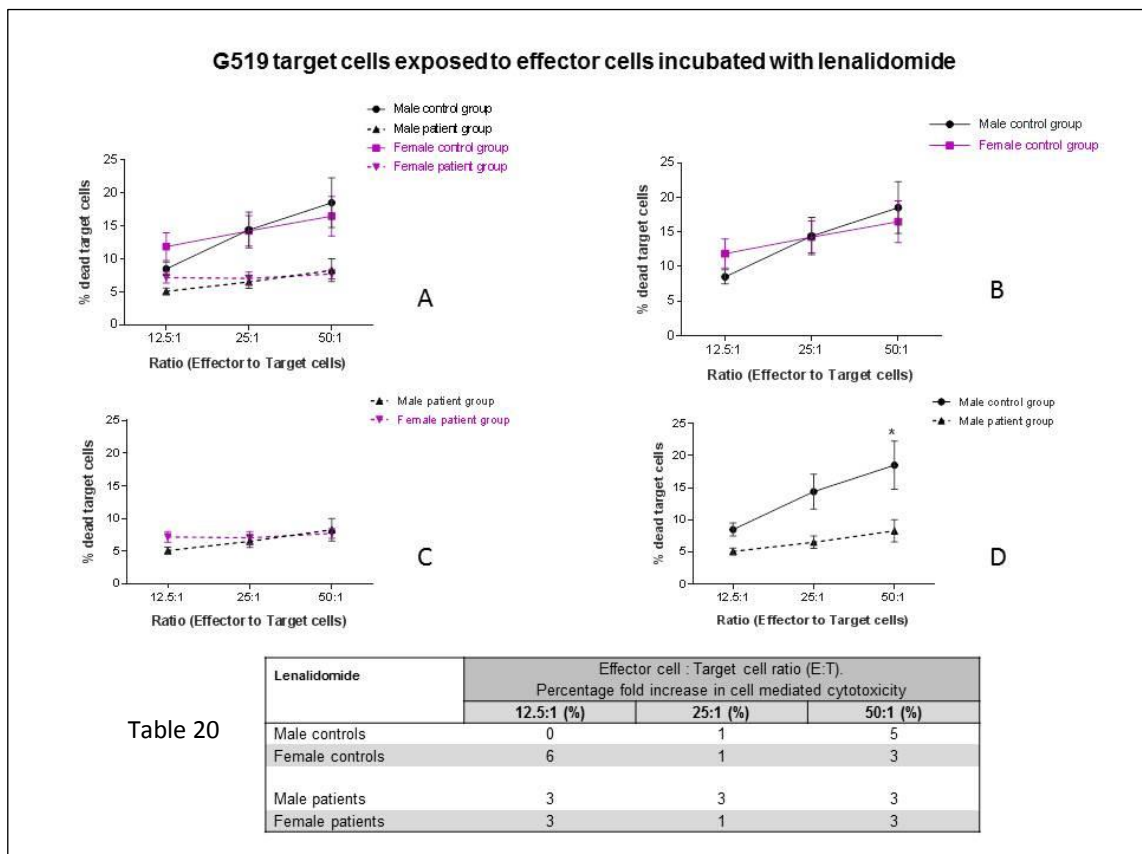 G519 target cells exposed to effector cells incubated with lenalidomide
Male control group
Male patient group
Female control group
Female patient group
25
20
15
10
5
0
% dead target cells
12.5:1 25:1 50:1
Ratio (Effector to Target cells)
A
Male control group
Female control group
25
20
15
10
5
0
% dead target cells
12.5:1 25:1 50:1
Ratio (Effector to Target cells)
B
Male patient group
Female patient group
25
20
15
10
5
0
% dead target cells
12.5:1 25:1 50:1
Ratio (Effector to Target cells)
C
Male control group
Male patient group
25
20
15
10
5
0
% dead target cells
*
12.5:1 25:1 50:1
Ratio (Effector to Target cells)
D
Table 20
Lenalidomide
Effector cell : Target cell ratio (E:T).
Percentage fold increase in cell mediated cytotoxicity
12.5:1 (%) 25:1 (%) 50:1 (%)
Male controls 0 1 5
Female controls 6 1 3
Male patients 3 3 3
Female patients 3 1 3